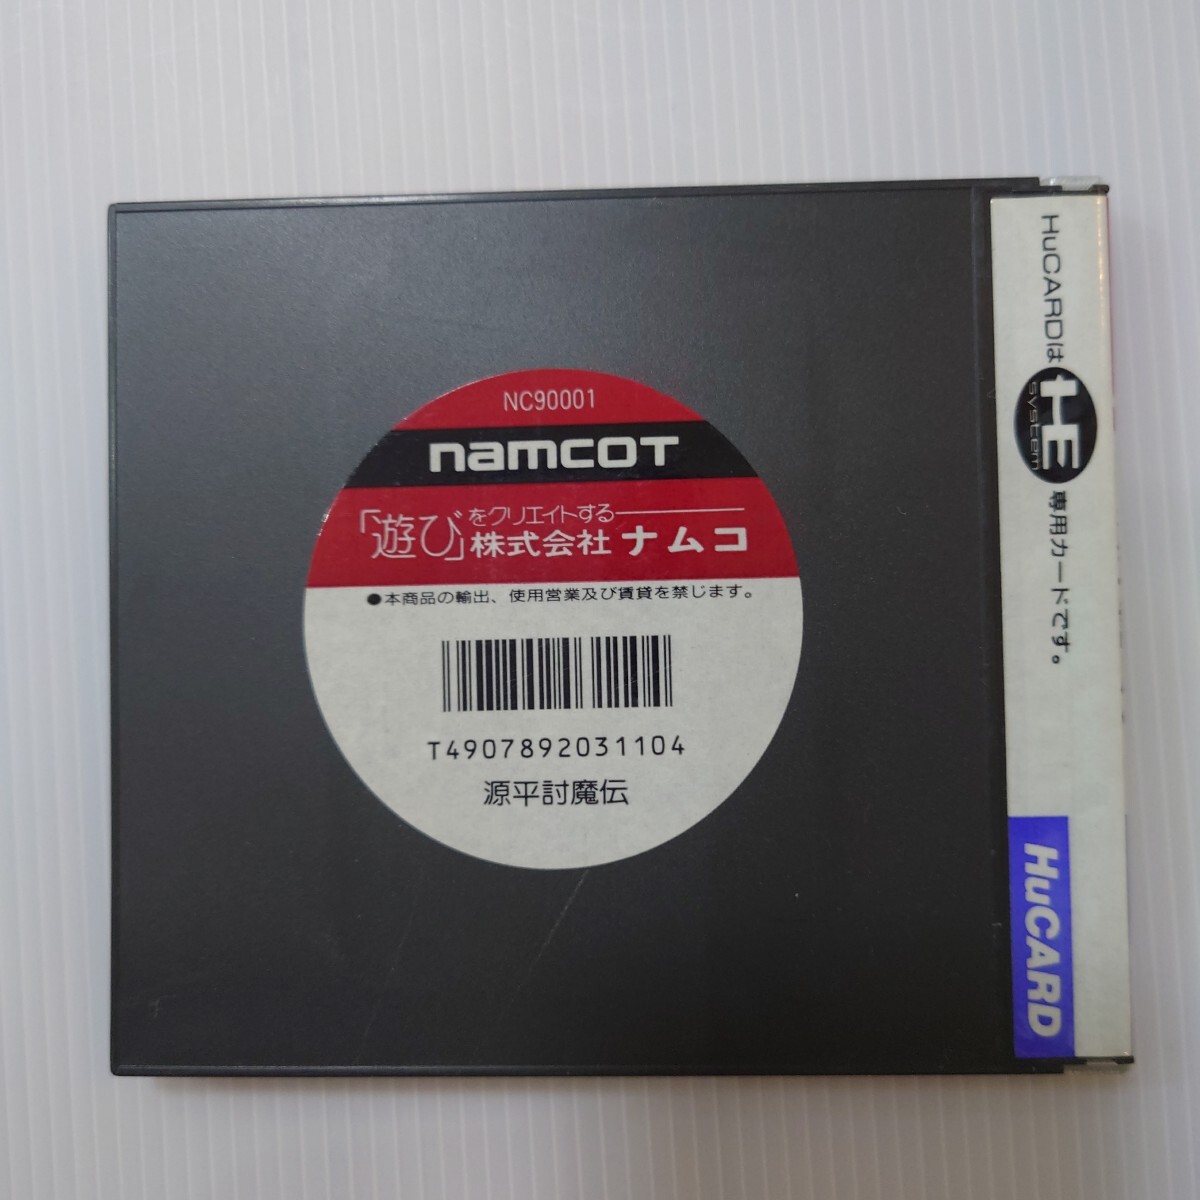 NC90001
namcot
「遊び」をクリエイトする
株式会社ナムコ
●本商品の輸出、使用営業及び賃貸を禁じます。
T4907892031104
源平討魔伝
HuCARDは HE system 専用カードです。
HuCARD